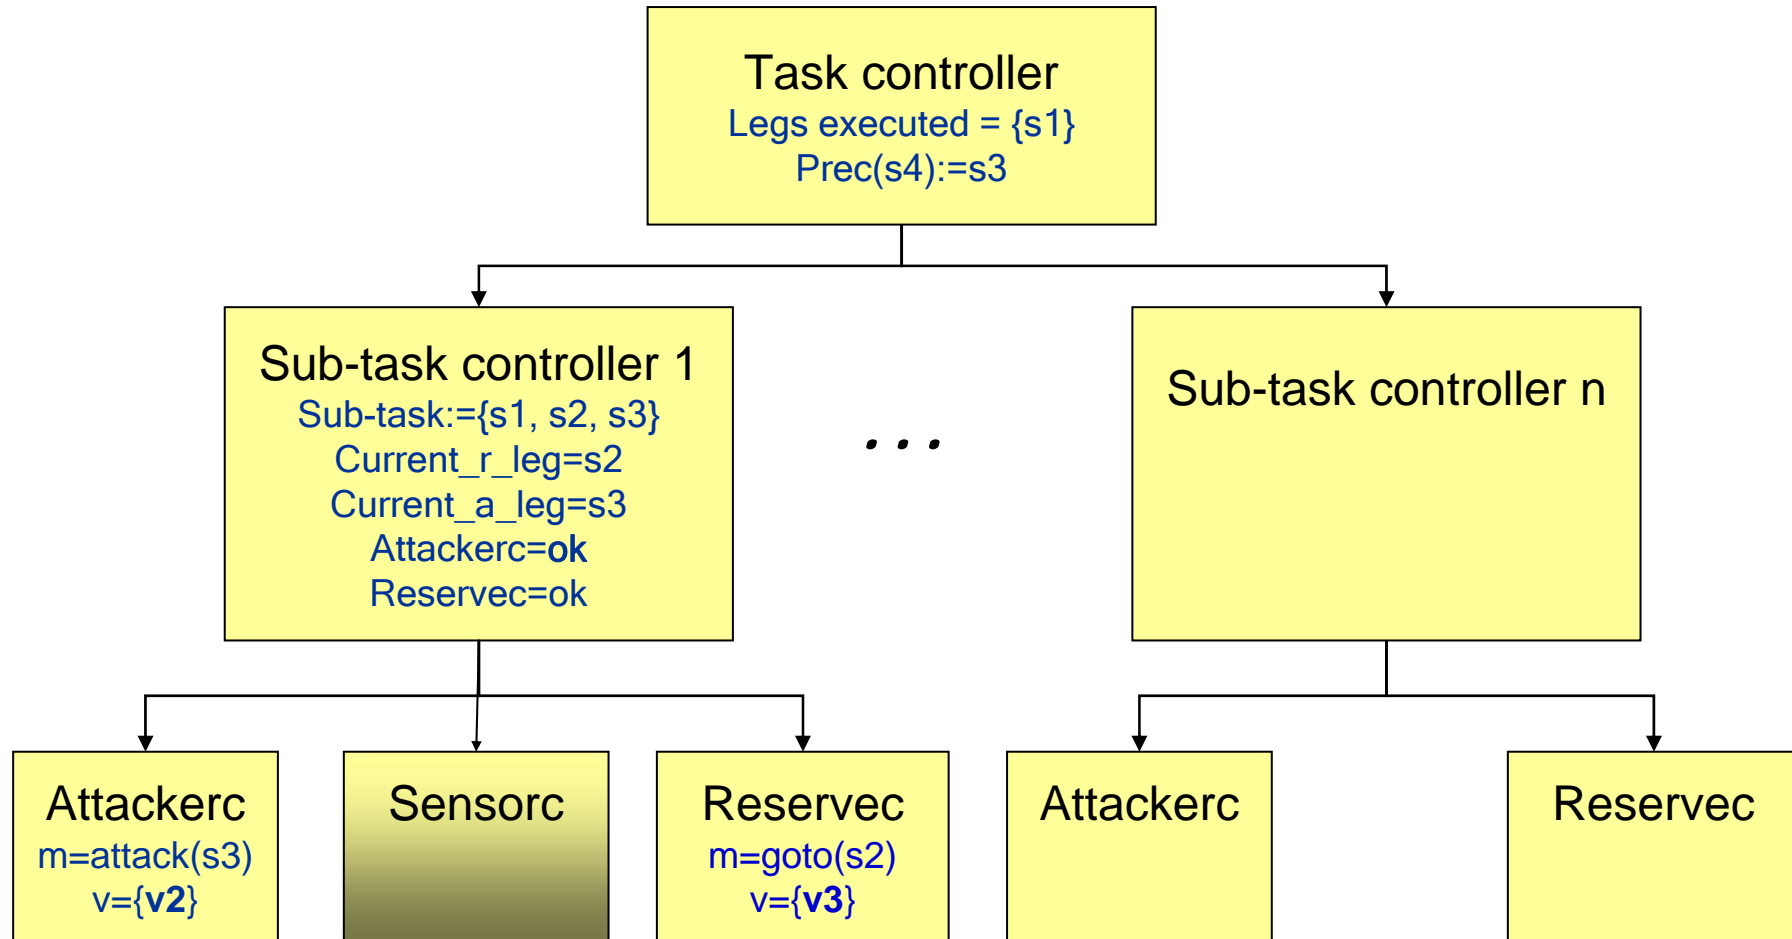 Task controller
Legs executed = {s1}
Prec(s4):=s3
Sub-task controller 1
Sub-task:={s1, s2, s3}
Current_r_leg=s2
Current_a_leg=s3
Attackerc=ok
Reservec=ok
...
Sub-task controller n
Attackerc
m=attack(s3)
v={v2}
Sensorc
Reservec
m=goto(s2)
v={v3}
Attackerc
Reservec